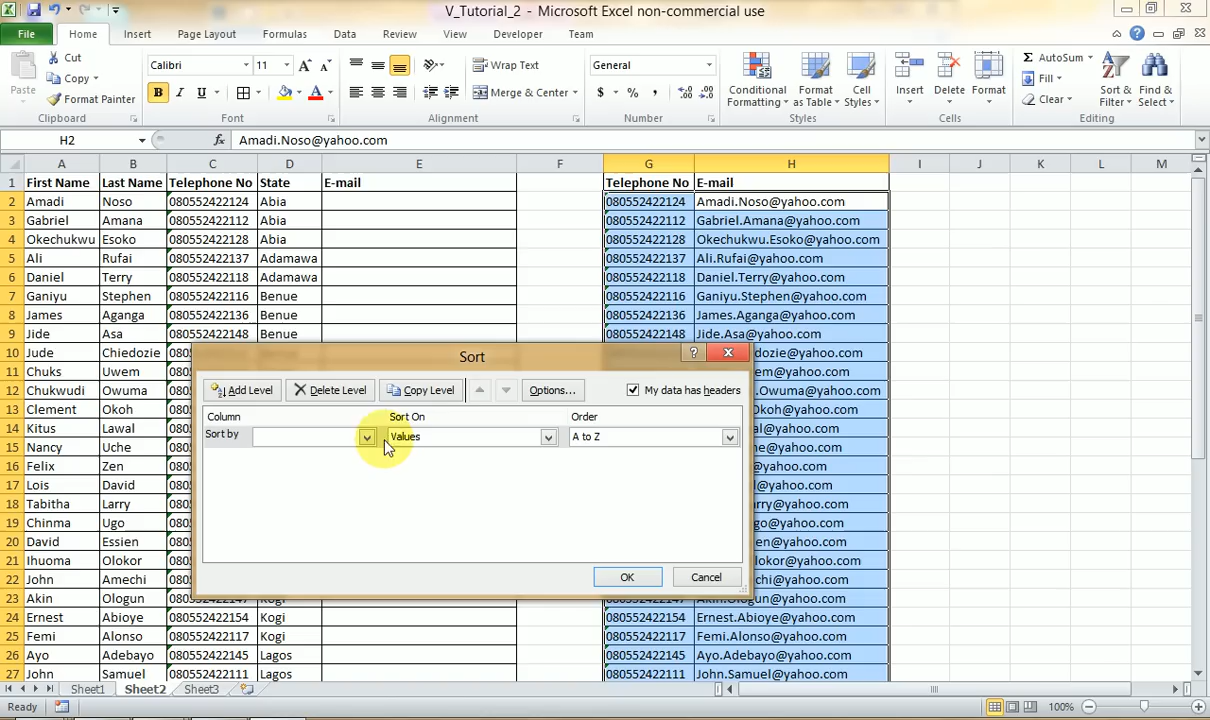 V_Tutorial_2 - Microsoft Excel non-commercial use
File Home Insert Page Layout Formulas Data Review View Developer Team
Paste Cut Copy Format Painter Clipboard
Calibri 11 A A B I U A Font
Wrap Text Merge & Center Alignment
General $ % , Number
Conditional Formatting Format as Table Cell Styles Styles
Insert Delete Format Cells
Σ AutoSum Fill Clear Sort & Filter Find & Select Editing
H2 fx Amadi.Noso@yahoo.com
A B C D E F G H I J K L M
1 First Name Last Name Telephone No State E-mail Telephone No E-mail
2 Amadi Noso 080552422124 Abia 080552422124 Amadi.Noso@yahoo.com
3 Gabriel Amana 080552422112 Abia 080552422112 Gabriel.Amana@yahoo.com
4 Okechukwu Esoko 080552422128 Abia 080552422128 Okechukwu.Esoko@yahoo.com
5 Ali Rufai 080552422137 Adamawa 080552422137 Ali.Rufai@yahoo.com
6 Daniel Terry 080552422118 Adamawa 080552422118 Daniel.Terry@yahoo.com
7 Ganiyu Stephen 080552422116 Benue 080552422116 Ganiyu.Stephen@yahoo.com
8 James Aganga 080552422136 Benue 080552422136 James.Aganga@yahoo.com
9 Jide Asa 080552422148 Benue 080552422148 Jide.Asa@yahoo.com
10 Jude Chiedozie
11 Chuks Uwem
12 Chukwudi Owuma
13 Clement Okoh
14 Kitus Lawal
15 Nancy Uche
16 Felix Zen
17 Lois David
18 Tabitha Larry
19 Chinma Ugo
20 David Essien
21 Ihuoma Olokor
22 John Amechi
23 Akin Ologun Kogi Akin.Ologun@yahoo.com
24 Ernest Abioye 080552422154 Kogi 080552422154 Ernest.Abioye@yahoo.com
25 Femi Alonso 080552422117 Kogi 080552422117 Femi.Alonso@yahoo.com
26 Ayo Adebayo 080552422145 Lagos 080552422145 Ayo.Adebayo@yahoo.com
27 John Samuel 080552422111 Lagos 080552422111 John.Samuel@yahoo.com
Sort
Add Level Delete Level Copy Level Options... My data has headers
Column Sort On Order
Sort by Values A to Z
OK Cancel
Sheet1 Sheet2 Sheet3
Ready 100%